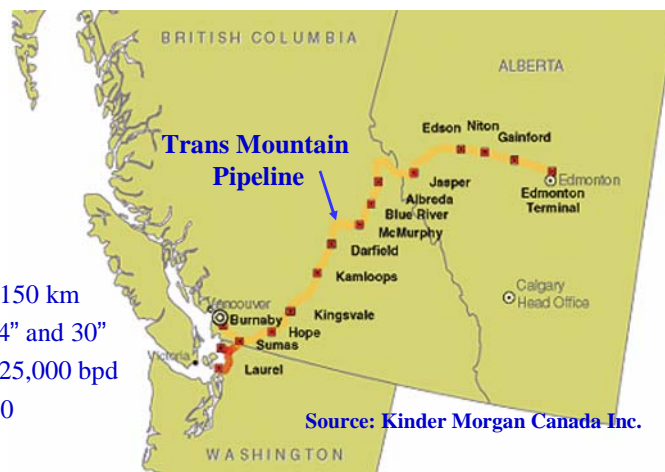 BRITISH COLUMBIA
ALBERTA
Trans Mountain
Pipeline
Edson
Niton
Gainford
Edmonton
Edmonton
Terminal
Jasper
Albreda
Blue River
McMurphy
Darfield
Kamloops
Calgary
Head Office
Kingsvale
Vancouver
Burnaby
Hope
Sumas
Victoria
Laurel
150 km
4” and 30”
25,000 bpd
0
Source: Kinder Morgan Canada Inc.
WASHINGTON